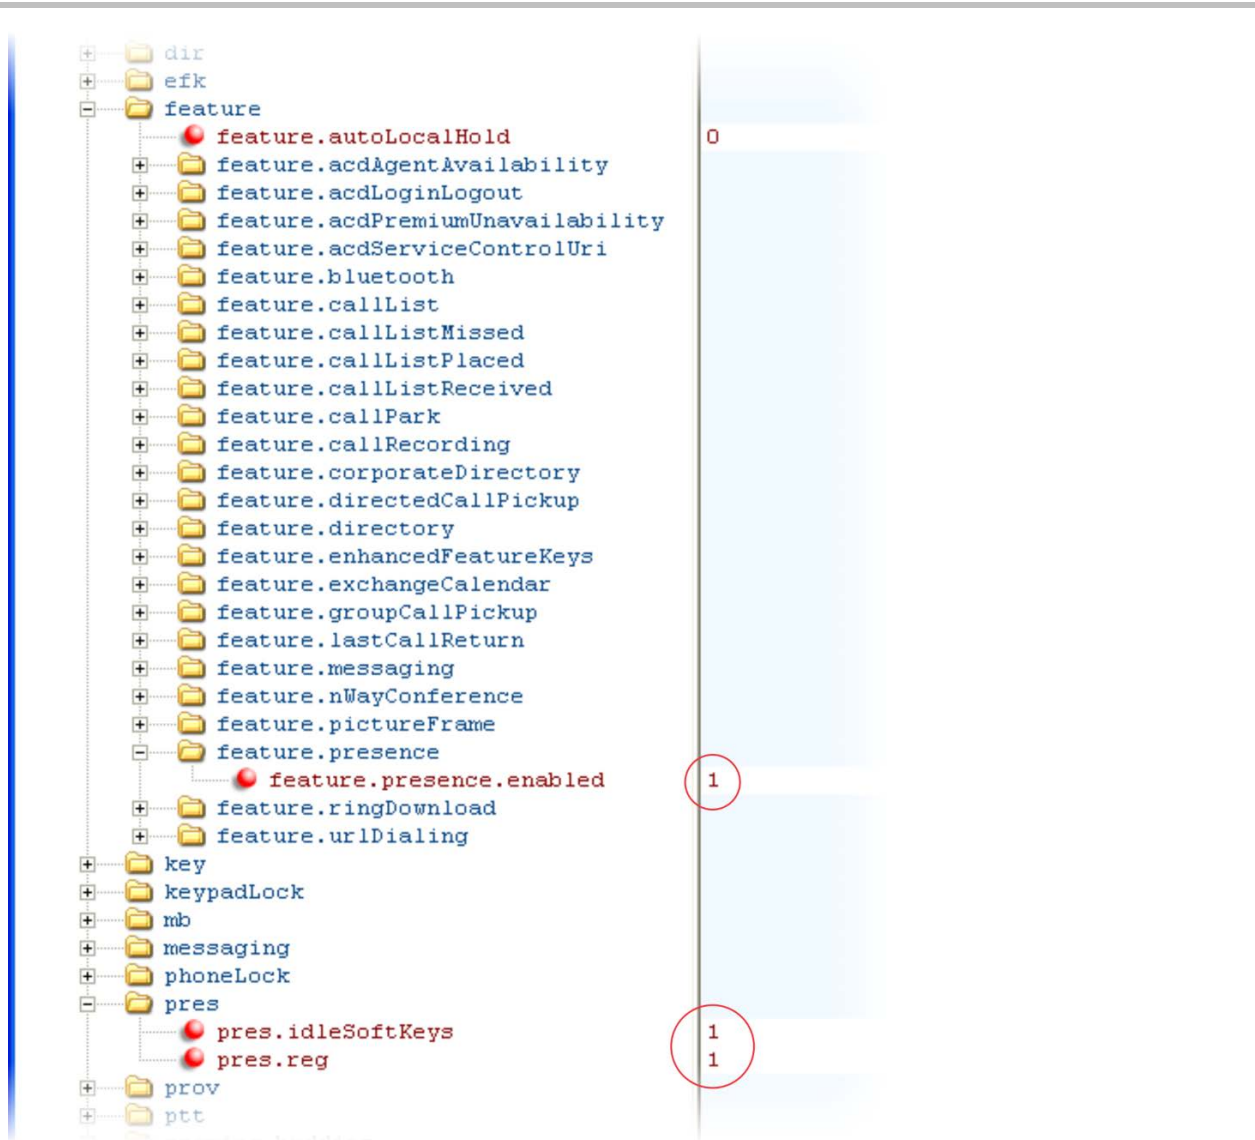 dir
efk
feature
feature.autoLocalHold 0
feature.acdAgentAvailability
feature.acdLoginLogout
feature.acdPremiumUnavailability
feature.acdServiceControlUri
feature.bluetooth
feature.callList
feature.callListMissed
feature.callListPlaced
feature.callListReceived
feature.callPark
feature.callRecording
feature.corporateDirectory
feature.directedCallPickup
feature.directory
feature.enhancedFeatureKeys
feature.exchangeCalendar
feature.groupCallPickup
feature.lastCallReturn
feature.messaging
feature.nWayConference
feature.pictureFrame
feature.presence
feature.presence.enabled 1
feature.ringDownload
feature.urlDialing
key
keypadLock
mb
messaging
phoneLock
pres
pres.idleSoftKeys 1
pres.reg 1
prov
ptt